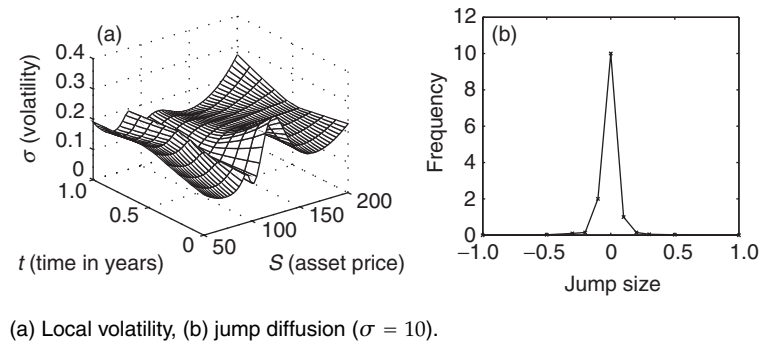 (a)
0.4
0.3
0.2
0.1
0
σ (volatility)
1.0
0.5
0
t (time in years)
50
100
150
200
S (asset price)
(b)
12
10
8
6
4
2
0
Frequency
−1.0 −0.5 0 0.5 1.0
Jump size
(a) Local volatility, (b) jump diffusion (σ = 10).